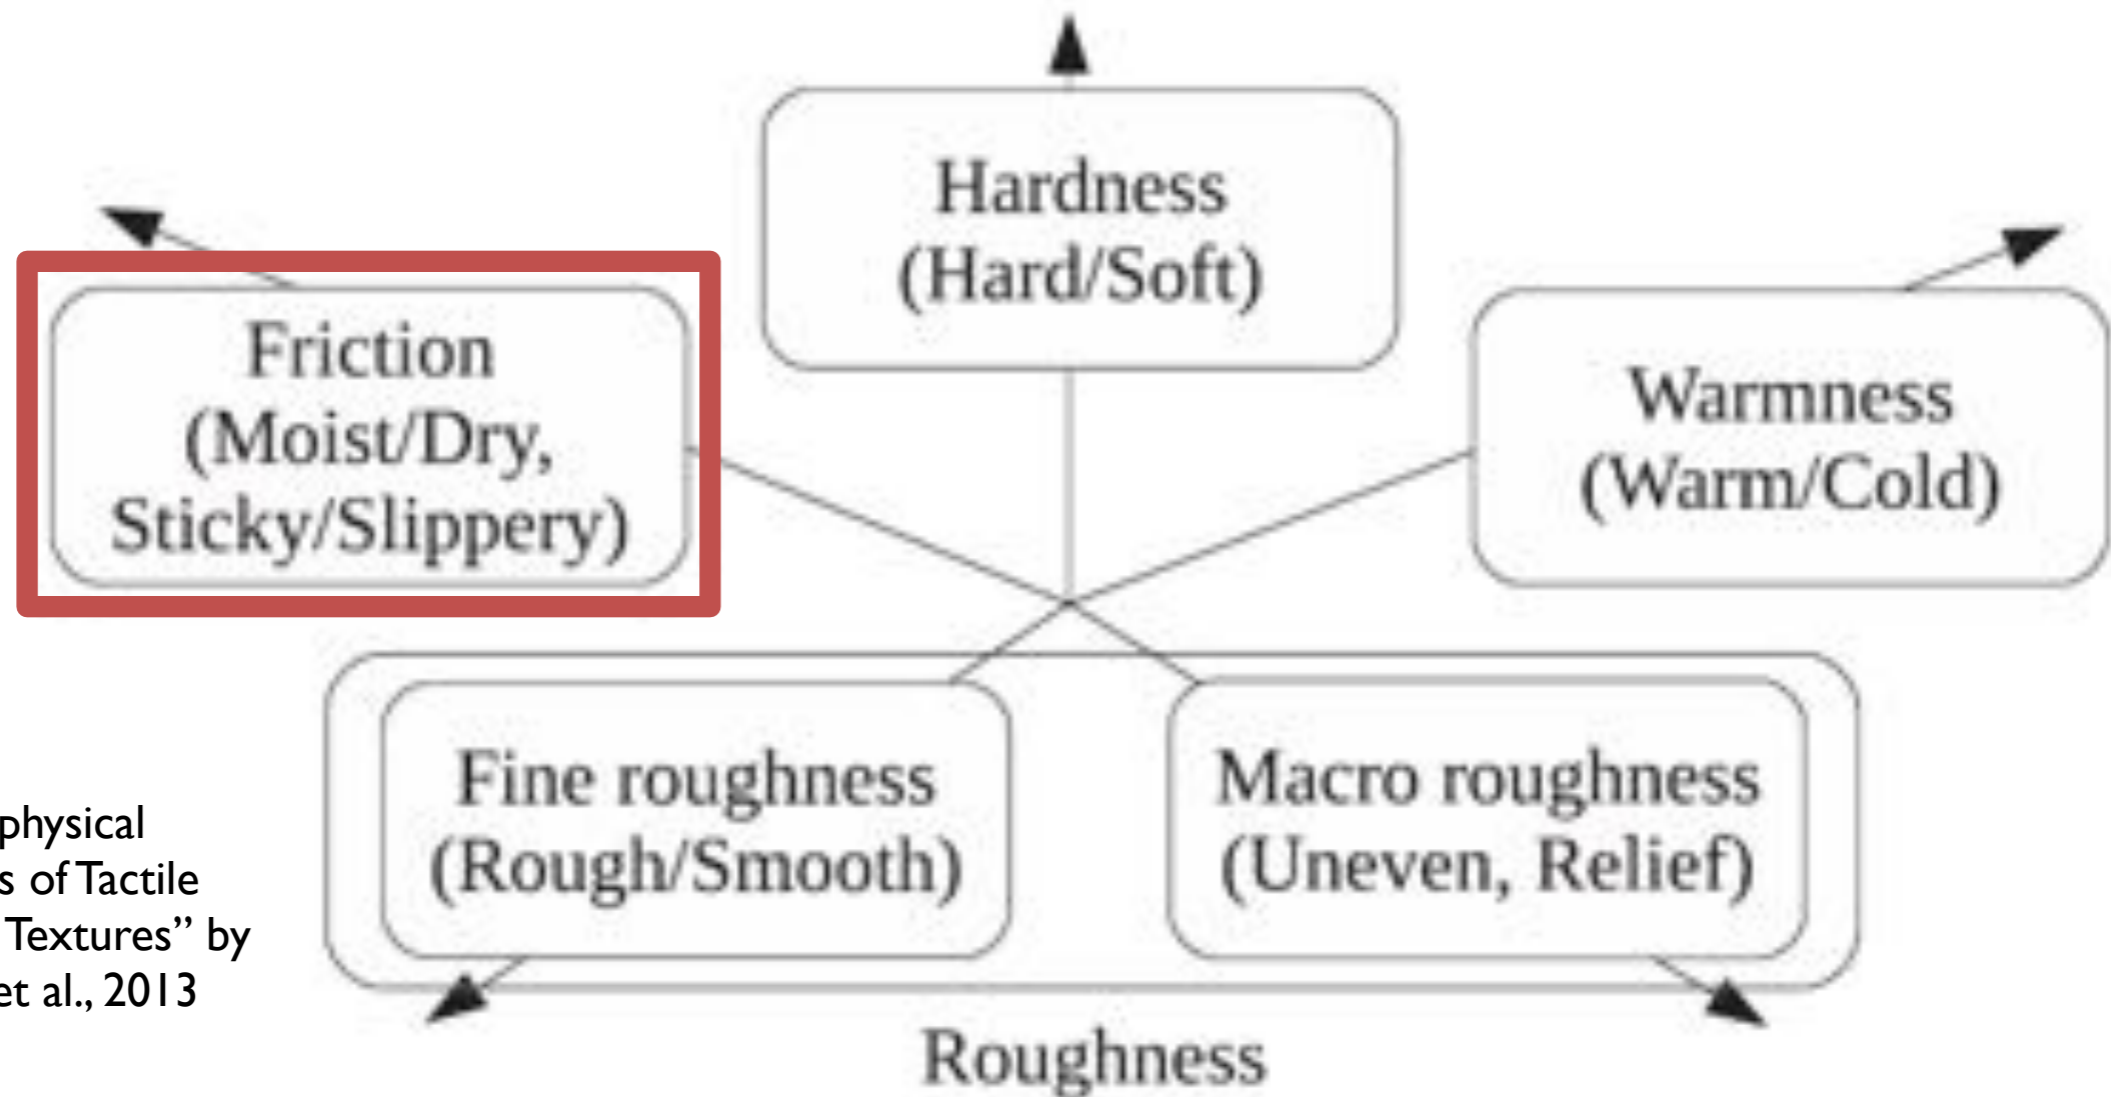 Hardness
(Hard/Soft)
Friction
(Moist/Dry,
Sticky/Slippery)
Warmness
(Warm/Cold)
Fine roughness
(Rough/Smooth)
Macro roughness
(Uneven, Relief)
Roughness
physical
s of Tactile
Textures” by
et al., 2013